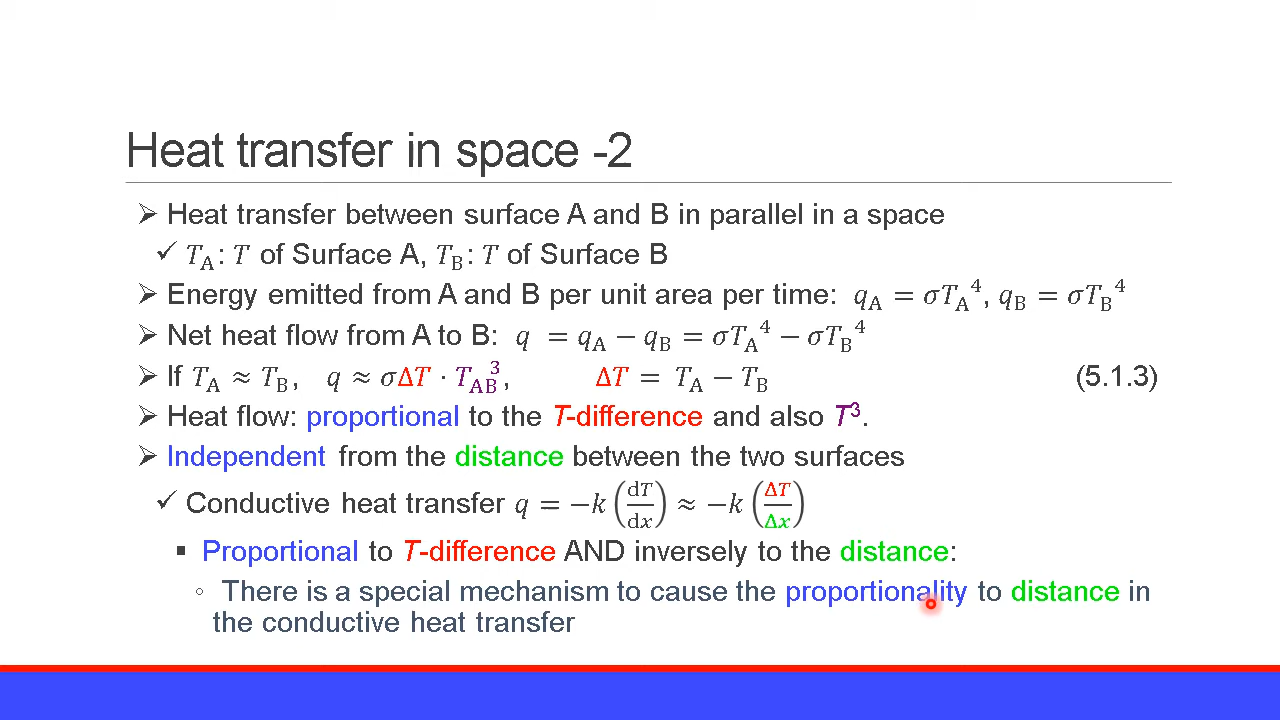 Heat transfer in space -2
➢ Heat transfer between surface A and B in parallel in a space
✓ T_A: T of Surface A, T_B: T of Surface B
➢ Energy emitted from A and B per unit area per time: q_A = σT_A^4, q_B = σT_B^4
➢ Net heat flow from A to B: q = q_A − q_B = σT_A^4 − σT_B^4
➢ If T_A ≈ T_B, q ≈ σΔT · T_AB^3, ΔT = T_A − T_B (5.1.3)
➢ Heat flow: proportional to the T-difference and also T^3.
➢ Independent from the distance between the two surfaces
✓ Conductive heat transfer q = −k (dT/dx) ≈ −k (ΔT/Δx)
▪ Proportional to T-difference AND inversely to the distance:
◦ There is a special mechanism to cause the proportionality to distance in
the conductive heat transfer